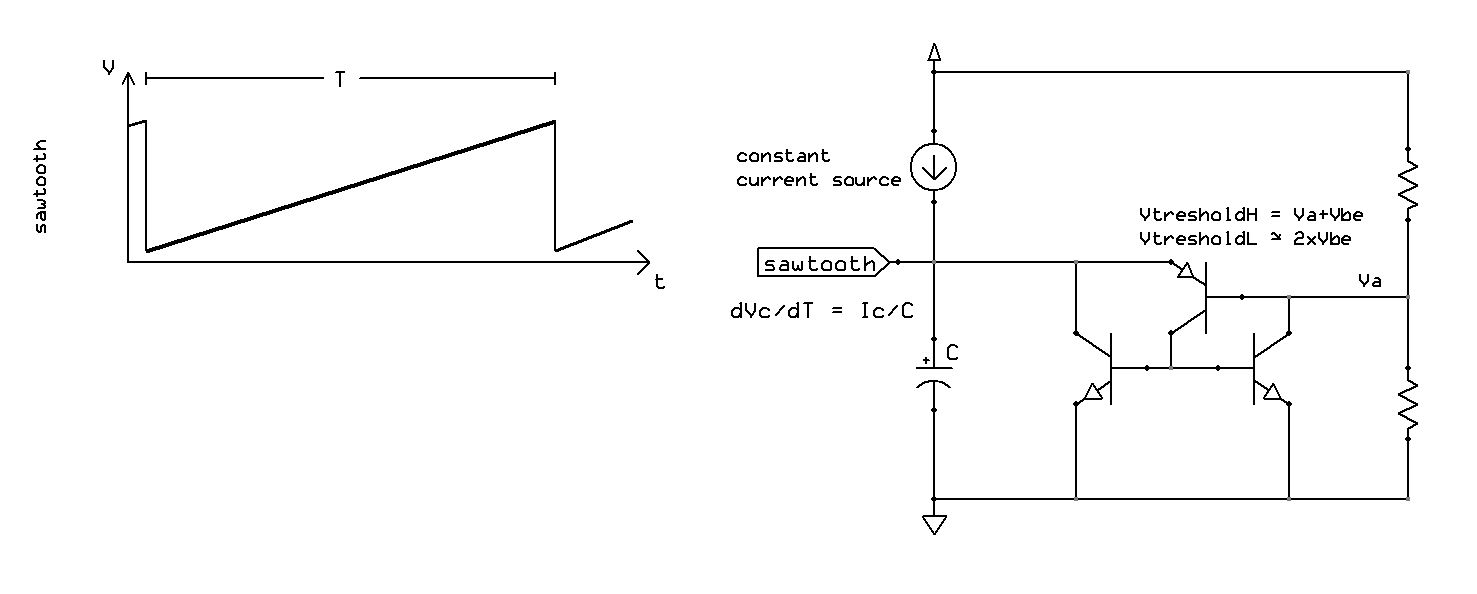 V
T
sawtooth
t
constant
current source
VtresholdH = Va+Vbe
VtresholdL ≃ 2xVbe
sawtooth
Va
dVc/dT = Ic/C
+
C